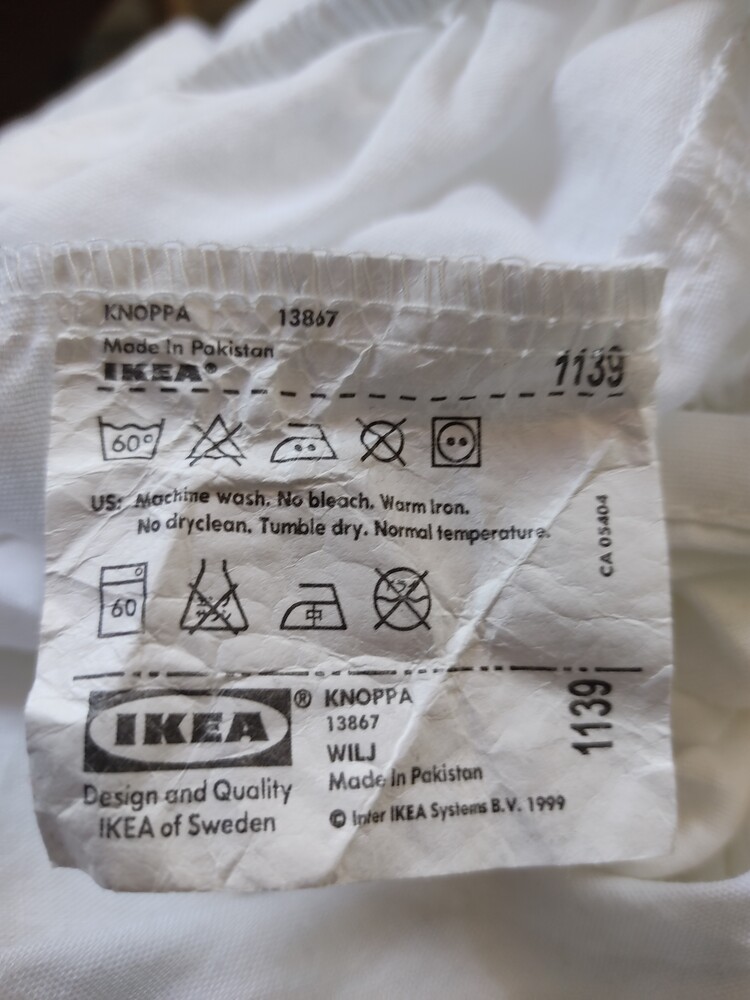 KNOPPA 13867
Made In Pakistan
IKEA®
1139
60°
US: Machine wash. No bleach. Warm Iron.
No dryclean. Tumble dry. Normal temperature.
CA 05404
60
中
IKEA®
Design and Quality
IKEA of Sweden
KNOPPA
13867
WILJ
Made In Pakistan
© Inter IKEA Systems B.V. 1999
1139